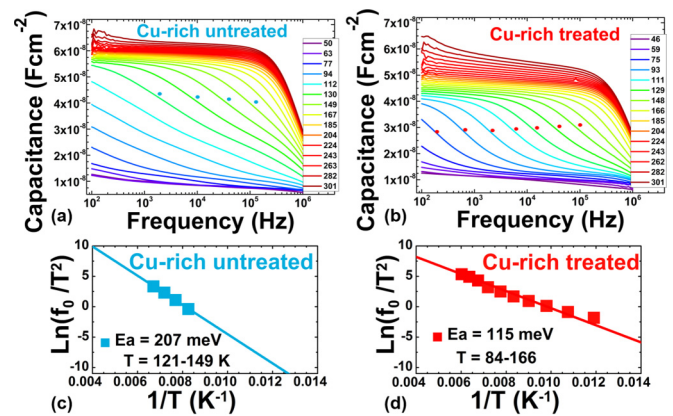 Cu-rich untreated
Capacitance (Fcm-2)
7x10-8
6x10-8
5x10-8
4x10-8
3x10-8
2x10-8
1x10-8
50
63
77
94
112
130
149
167
185
204
224
243
263
282
301
10² 10³ 10⁴ 10⁵ 10⁶
(a) Frequency (Hz)
Cu-rich treated
Capacitance (Fcm-2)
7x10-8
6x10-8
5x10-8
4x10-8
3x10-8
2x10-8
1x10-8
46
59
75
93
111
129
148
166
185
204
224
243
262
282
301
10² 10³ 10⁴ 10⁵ 10⁶
(b) Frequency (Hz)
Cu-rich untreated
Ln(f0 /T²)
10
5
0
-5
-10
Ea = 207 meV
T = 121-149 K
0.004 0.006 0.008 0.010 0.012 0.014
(c) 1/T (K-1)
Cu-rich treated
Ln(f0 /T²)
10
5
0
-5
-10
Ea = 115 meV
T = 84-166
0.004 0.006 0.008 0.010 0.012 0.014
(d) 1/T (K-1)